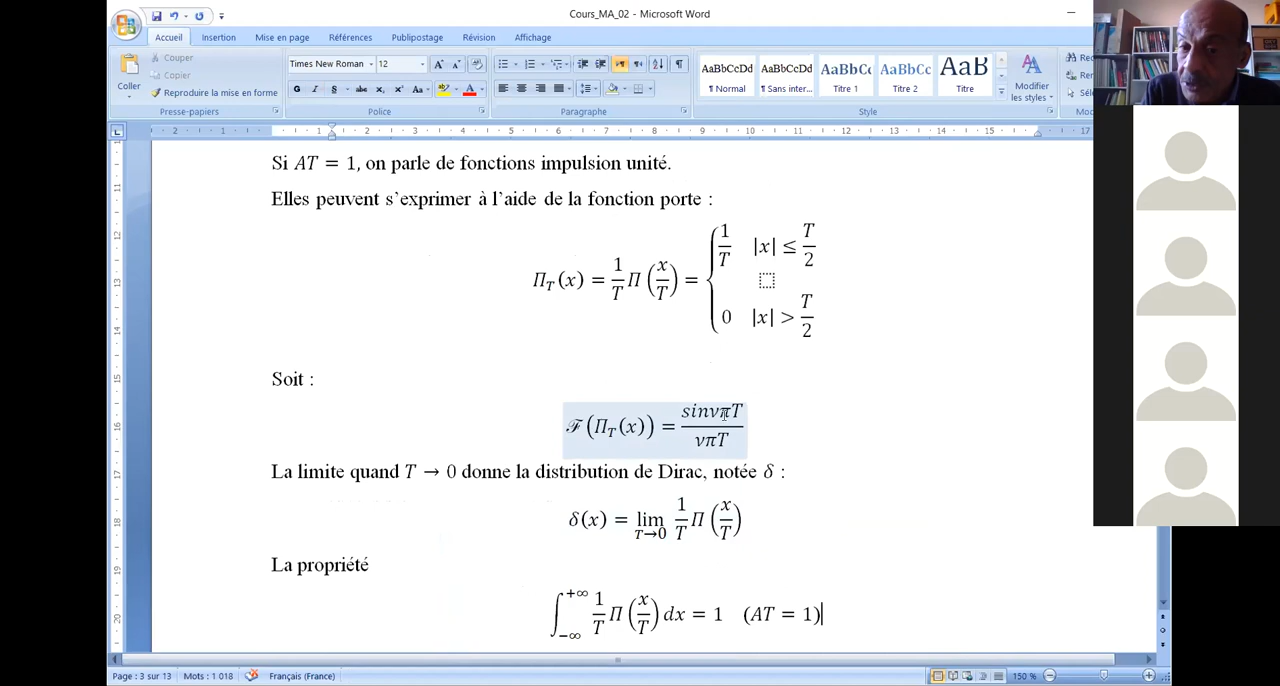 Cours_MA_02 - Microsoft Word
Accueil Insertion Mise en page Références Publipostage Révision Affichage
Coller
Couper
Copier
Reproduire la mise en forme
Presse-papiers
Times New Roman 12
Police
Paragraphe
AaBbCcDd AaBbCcDd AaBbC AaBbCc AaB
¶ Normal ¶ Sans inter... Titre 1 Titre 2 Titre
Modifier
les styles
Style
Si AT = 1, on parle de fonctions impulsion unité.
Elles peuvent s’exprimer à l’aide de la fonction porte :
Π_T(x) = 1/T Π(x/T) = { 1/T |x| ≤ T/2
0 |x| > T/2
Soit :
ℱ(Π_T(x)) = sinνπT / νπT
La limite quand T → 0 donne la distribution de Dirac, notée δ :
δ(x) = lim T→0 1/T Π(x/T)
La propriété
∫_{−∞}^{+∞} 1/T Π(x/T) dx = 1 (AT = 1)
Page : 3 sur 13 Mots : 1 018 Français (France) 150 %